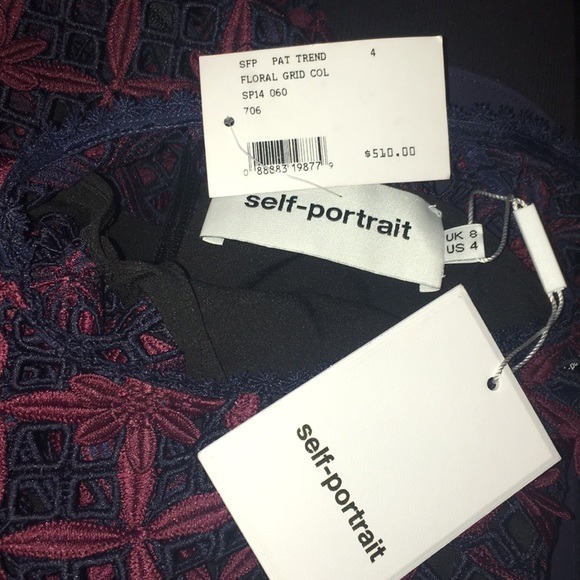 SFP PAT TREND 4
FLORAL GRID COL
SP14 060
706
0 88883 19877 9
$510.00
self-portrait
UK 8
US 4
self-portrait